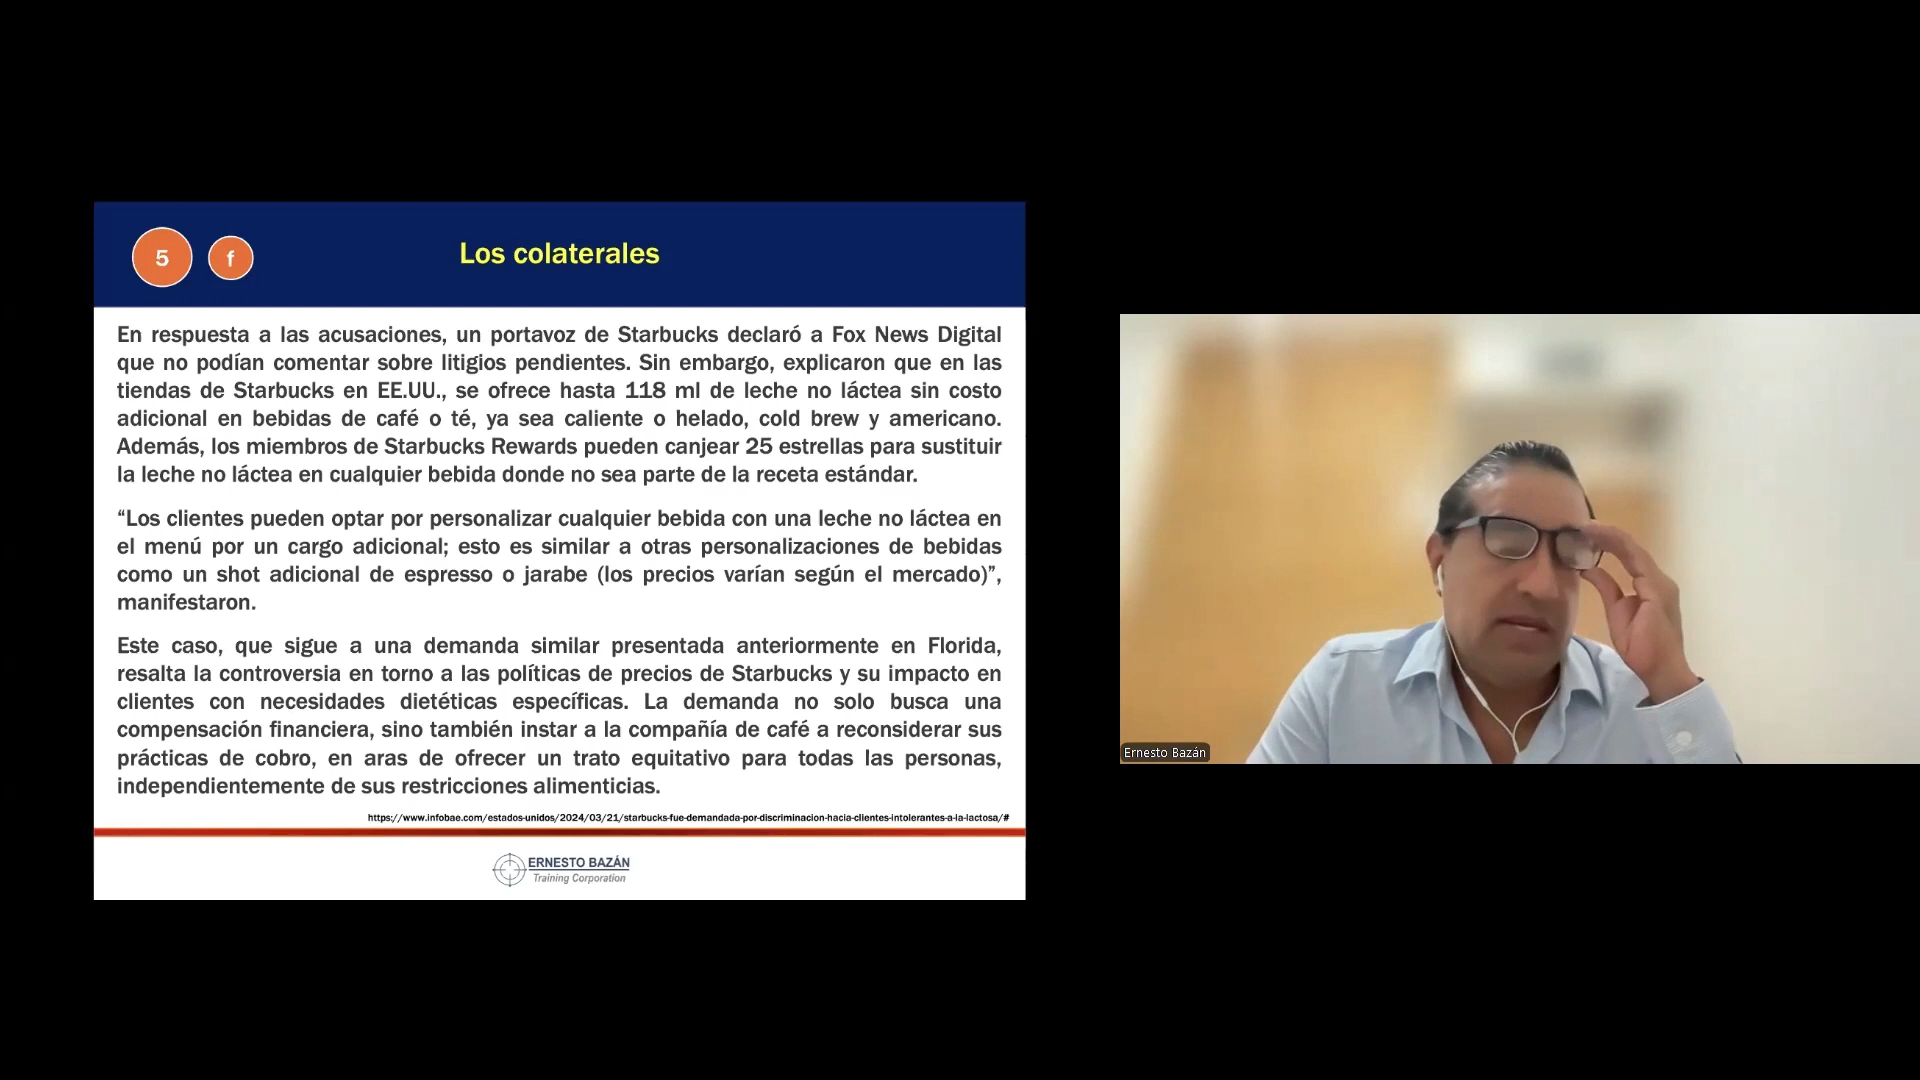 5
f
Los colaterales
En respuesta a las acusaciones, un portavoz de Starbucks declaró a Fox News Digital
que no podían comentar sobre litigios pendientes. Sin embargo, explicaron que en las
tiendas de Starbucks en EE.UU., se ofrece hasta 118 ml de leche no láctea sin costo
adicional en bebidas de café o té, ya sea caliente o helado, cold brew y americano.
Además, los miembros de Starbucks Rewards pueden canjear 25 estrellas para sustituir
la leche no láctea en cualquier bebida donde no sea parte de la receta estándar.
“Los clientes pueden optar por personalizar cualquier bebida con una leche no láctea en
el menú por un cargo adicional; esto es similar a otras personalizaciones de bebidas
como un shot adicional de espresso o jarabe (los precios varían según el mercado)”,
manifestaron.
Este caso, que sigue a una demanda similar presentada anteriormente en Florida,
resalta la controversia en torno a las políticas de precios de Starbucks y su impacto en
clientes con necesidades dietéticas específicas. La demanda no solo busca una
compensación financiera, sino también instar a la compañía de café a reconsiderar sus
prácticas de cobro, en aras de ofrecer un trato equitativo para todas las personas,
independientemente de sus restricciones alimenticias.
https://www.infobae.com/estados-unidos/2024/03/21/starbucks-fue-demandada-por-discriminacion-hacia-clientes-intolerantes-a-la-lactosa/#
ERNESTO BAZÁN
Training Corporation
Ernesto Bazán